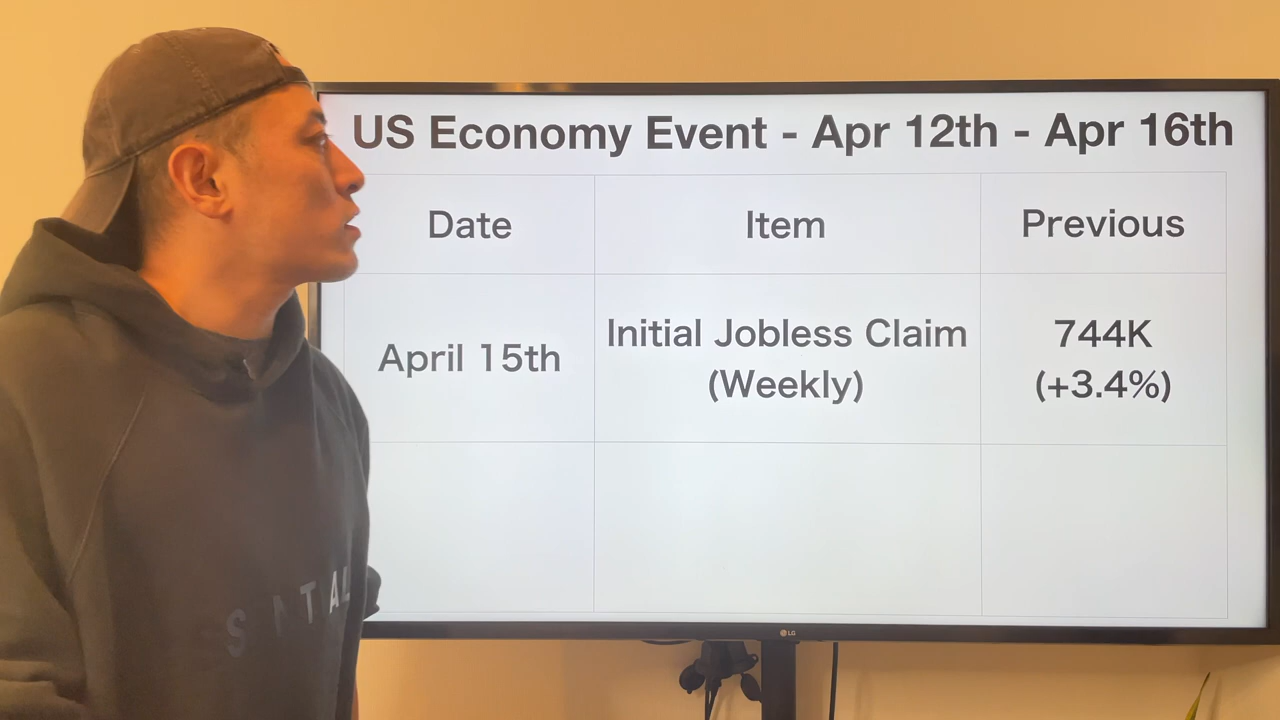 US Economy Event - Apr 12th - Apr 16th
Date
Item
Previous
April 15th
Initial Jobless Claim
(Weekly)
744K
(+3.4%)
LG